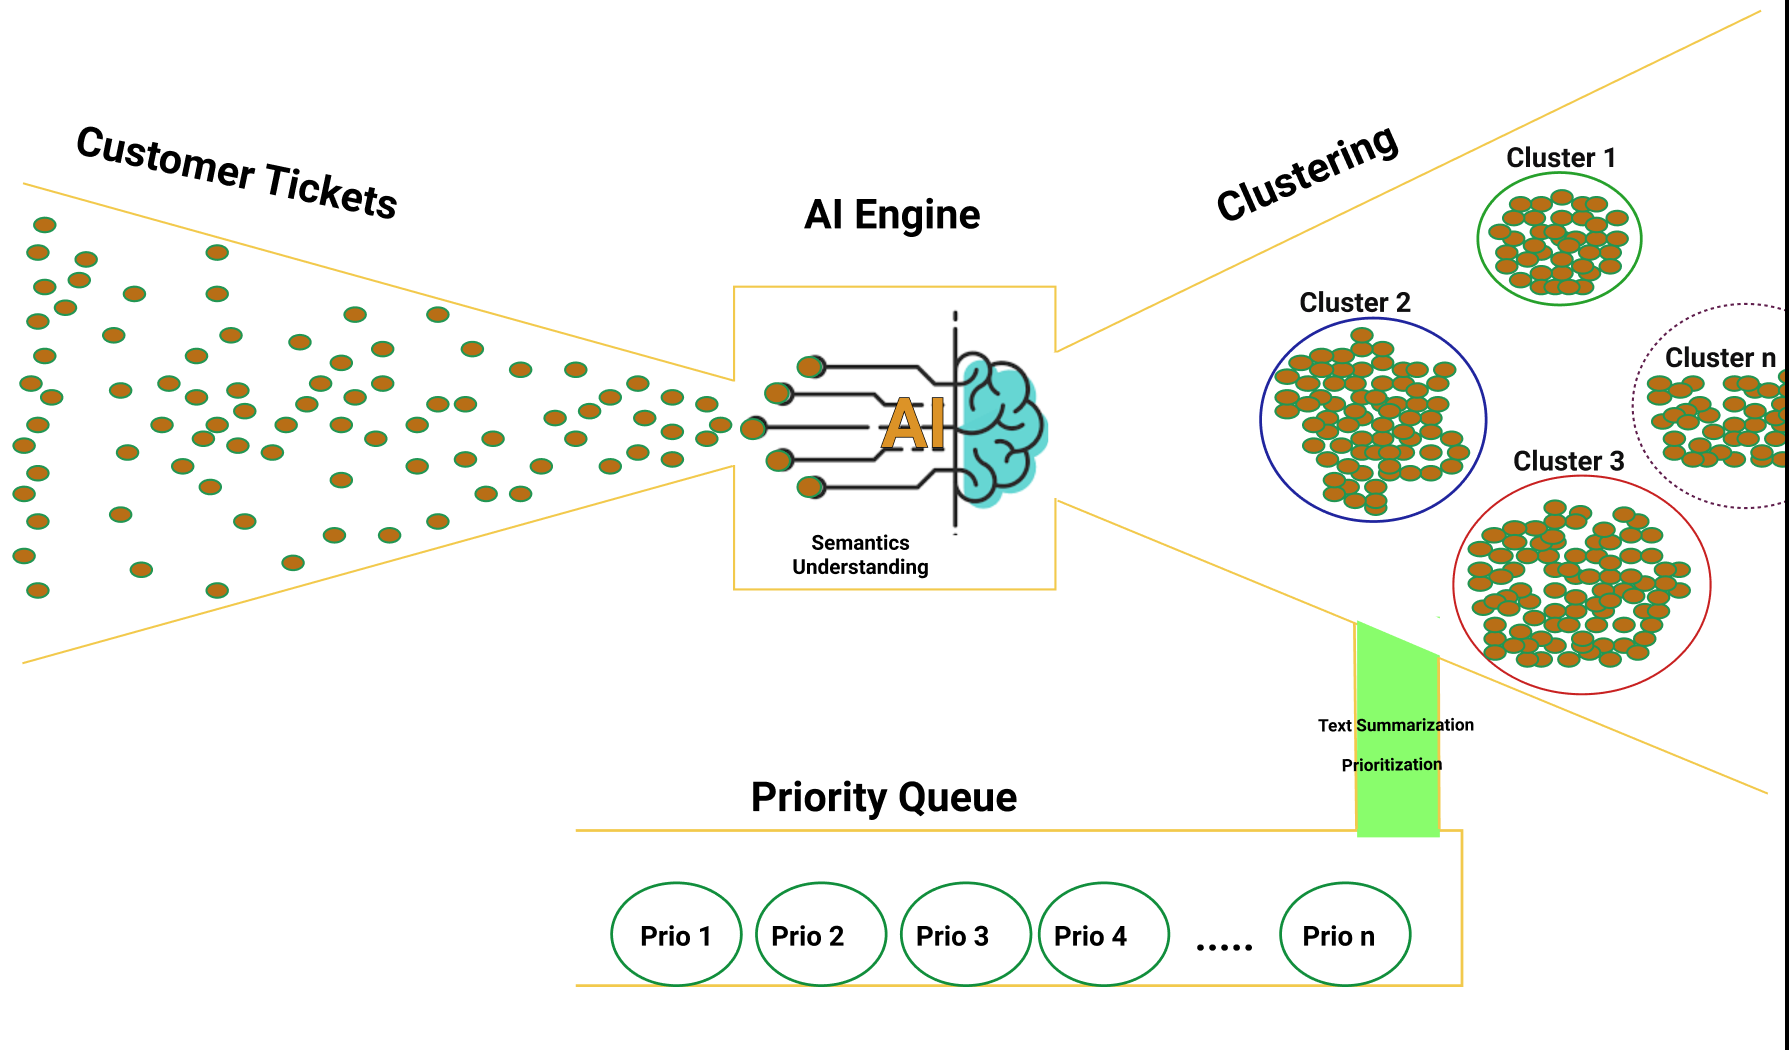 Customer Tickets
AI Engine
AI
Semantics
Understanding
Clustering
Cluster 1
Cluster 2
Cluster n
Cluster 3
Text Summarization
Prioritization
Priority Queue
Prio 1
Prio 2
Prio 3
Prio 4
.....
Prio n